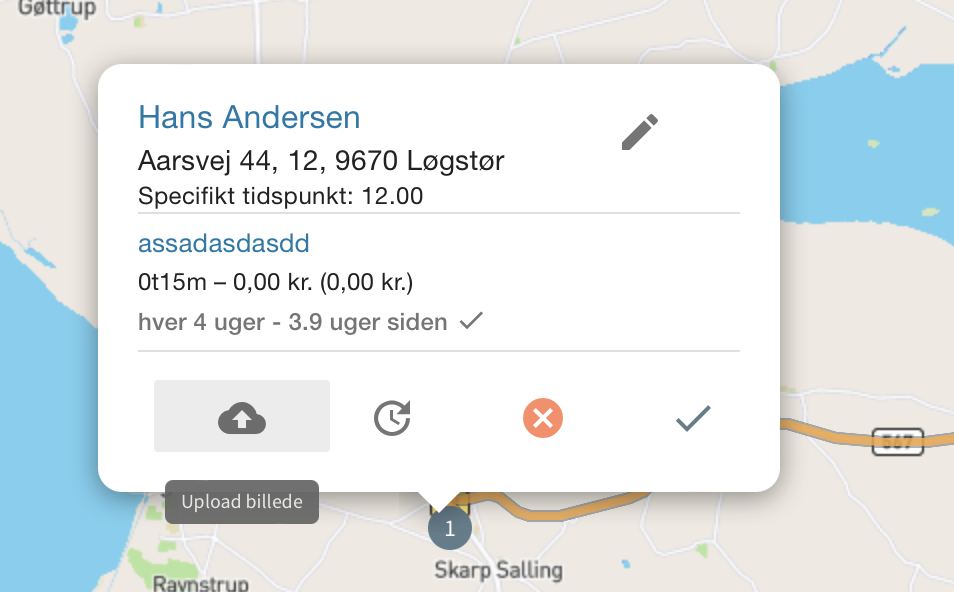 Gøttrup
Hans Andersen
Aarsvej 44, 12, 9670 Løgstør
Specifikt tidspunkt: 12.00
assadasdasdd
0t15m – 0,00 kr. (0,00 kr.)
hver 4 uger - 3.9 uger siden
567
Upload billede
1
Skarp Salling
Ravnstrup